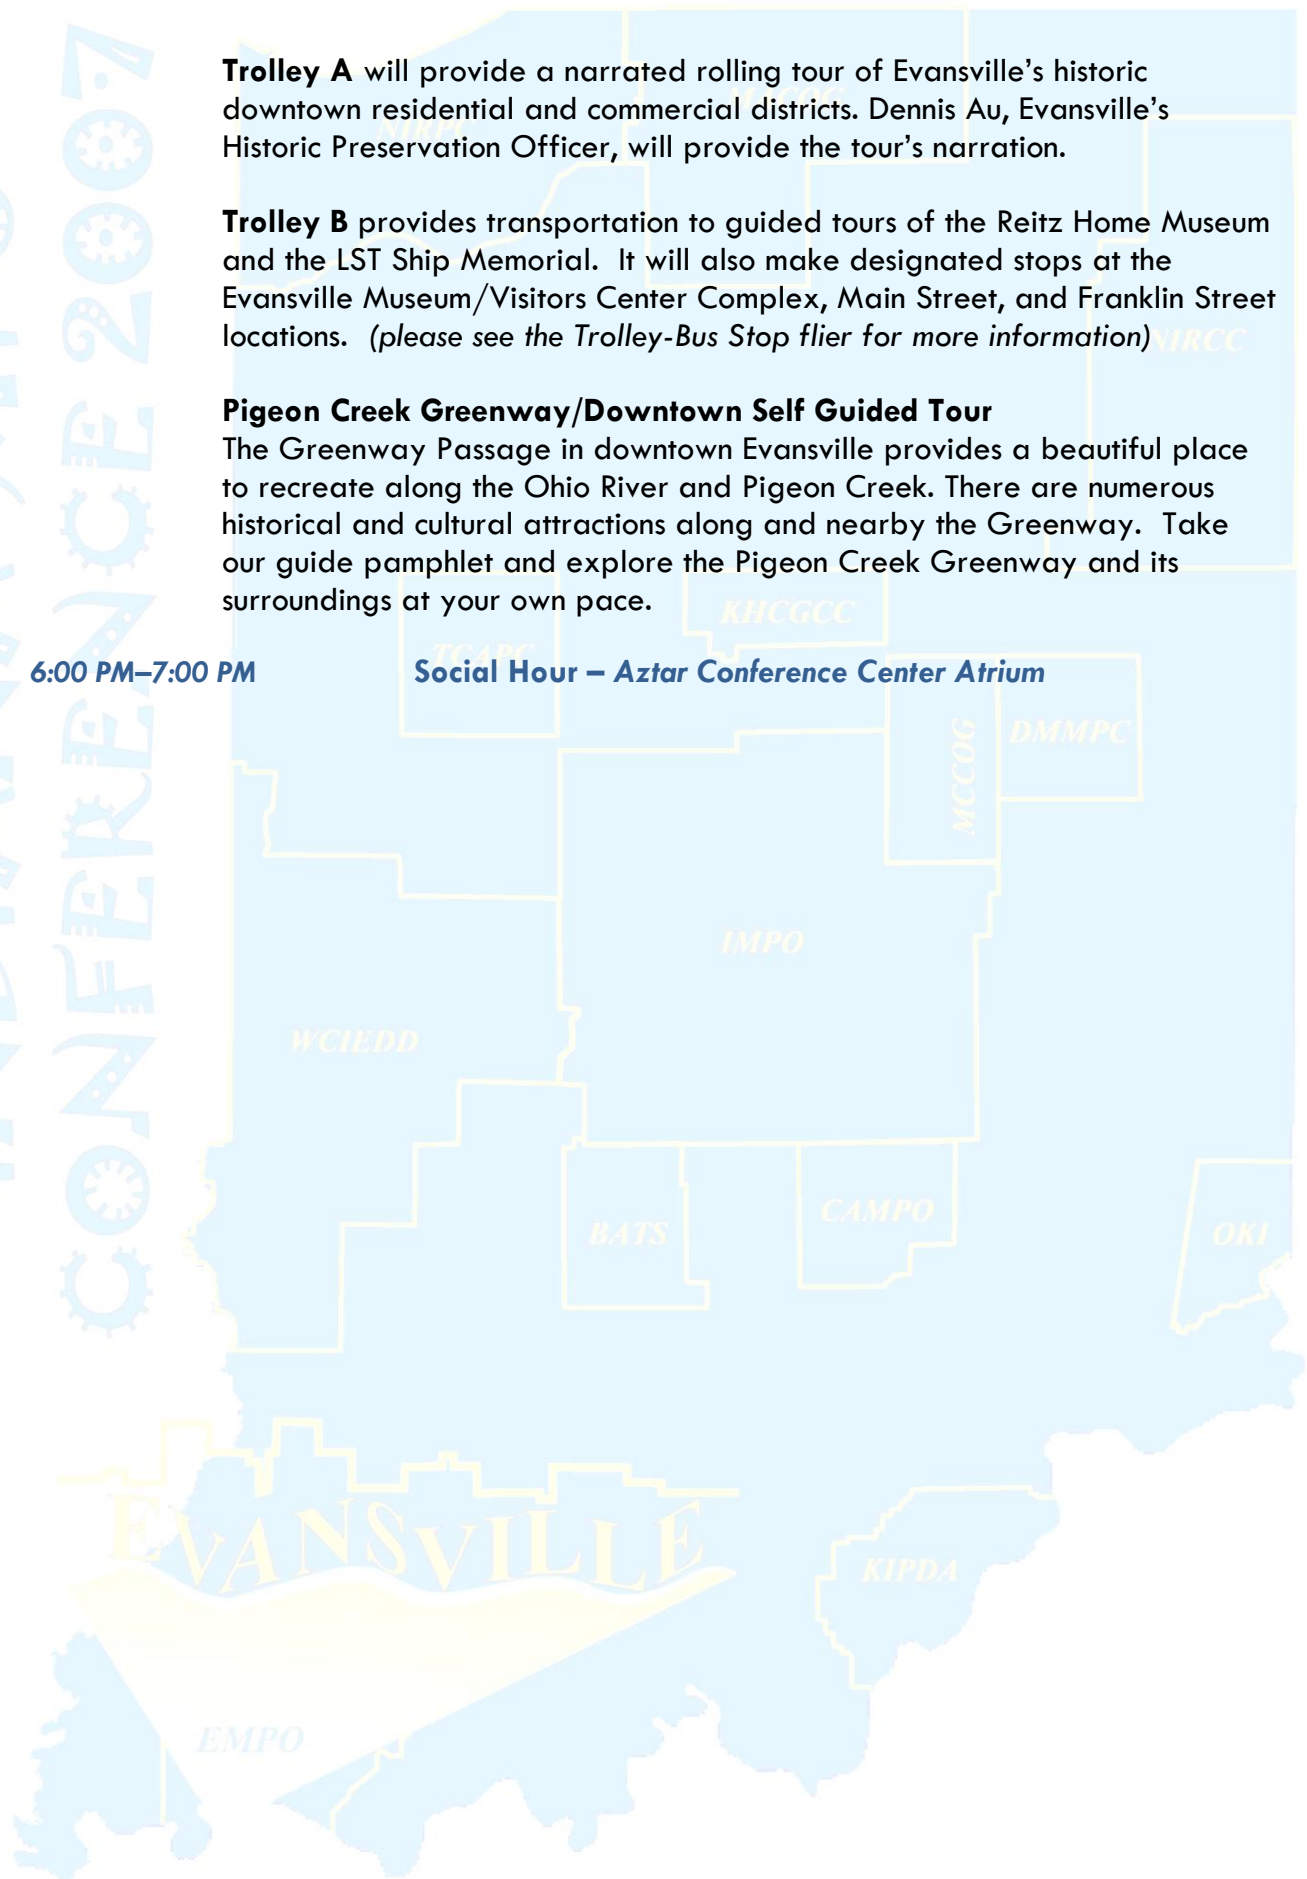 Trolley A will provide a narrated rolling tour of Evansville’s historic
downtown residential and commercial districts. Dennis Au, Evansville’s
Historic Preservation Officer, will provide the tour’s narration.
Trolley B provides transportation to guided tours of the Reitz Home Museum
and the LST Ship Memorial.  It will also make designated stops at the
Evansville Museum/Visitors Center Complex, Main Street, and Franklin Street
locations.  (please see the Trolley-Bus Stop flier for more information)
Pigeon Creek Greenway/Downtown Self Guided Tour
The Greenway Passage in downtown Evansville provides a beautiful place
to recreate along the Ohio River and Pigeon Creek. There are numerous
historical and cultural attractions along and nearby the Greenway.  Take
our guide pamphlet and explore the Pigeon Creek Greenway and its
surroundings at your own pace.
6:00 PM–7:00 PM Social Hour – Aztar Conference Center Atrium
CONFERENCE 2007
MACOG
NIRPC
NIRCC
KHCGCC
TCAPC
MCCOG
DMMPC
IMPO
WCIEDD
BATS
CAMPO
OKI
EVANSVILLE
KIPDA
EMPO